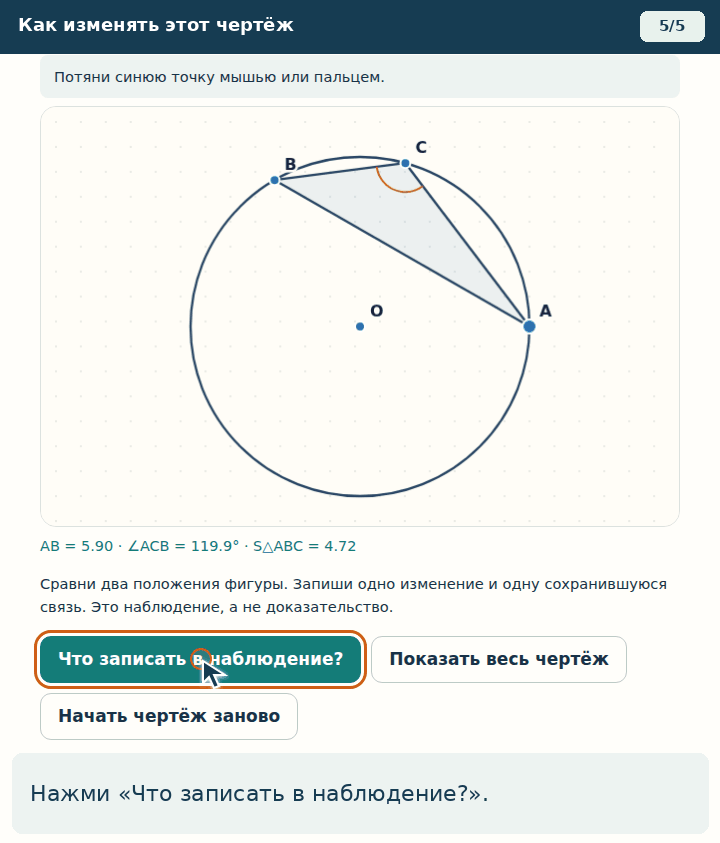 Как изменять этот чертёж
5/5
Потяни синюю точку мышью или пальцем.
B
C
O
A
AB = 5.90 · ∠ACB = 119.9° · S△ABC = 4.72
Сравни два положения фигуры. Запиши одно изменение и одну сохранившуюся
связь. Это наблюдение, а не доказательство.
Что записать в наблюдение?
Показать весь чертёж
Начать чертёж заново
Нажми «Что записать в наблюдение?».